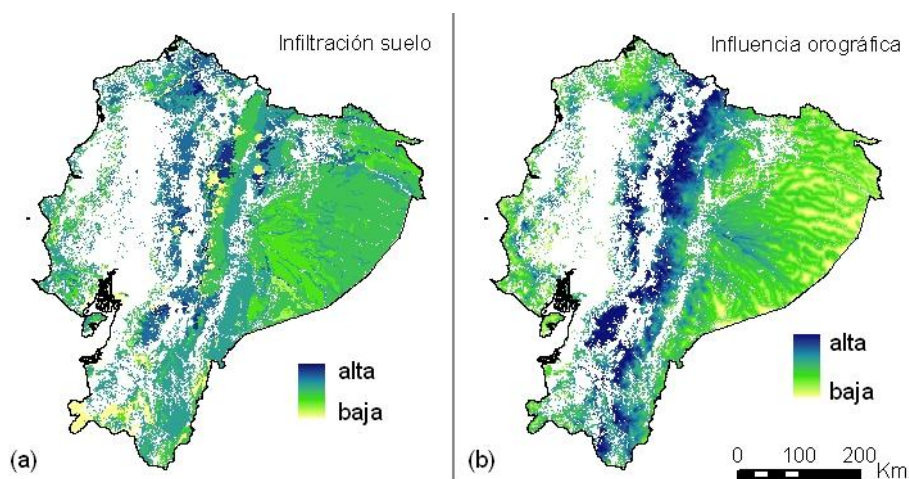 Infiltración suelo
alta
baja
(a)
Influencia orográfica
alta
baja
(b)
0 100 200
Km